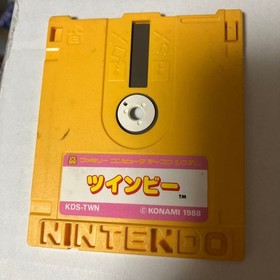 ファミリー コンピュータ ディスク システム
ツインビー
TM
KDS-TWN
© KONAMI 1988
NINTENDO